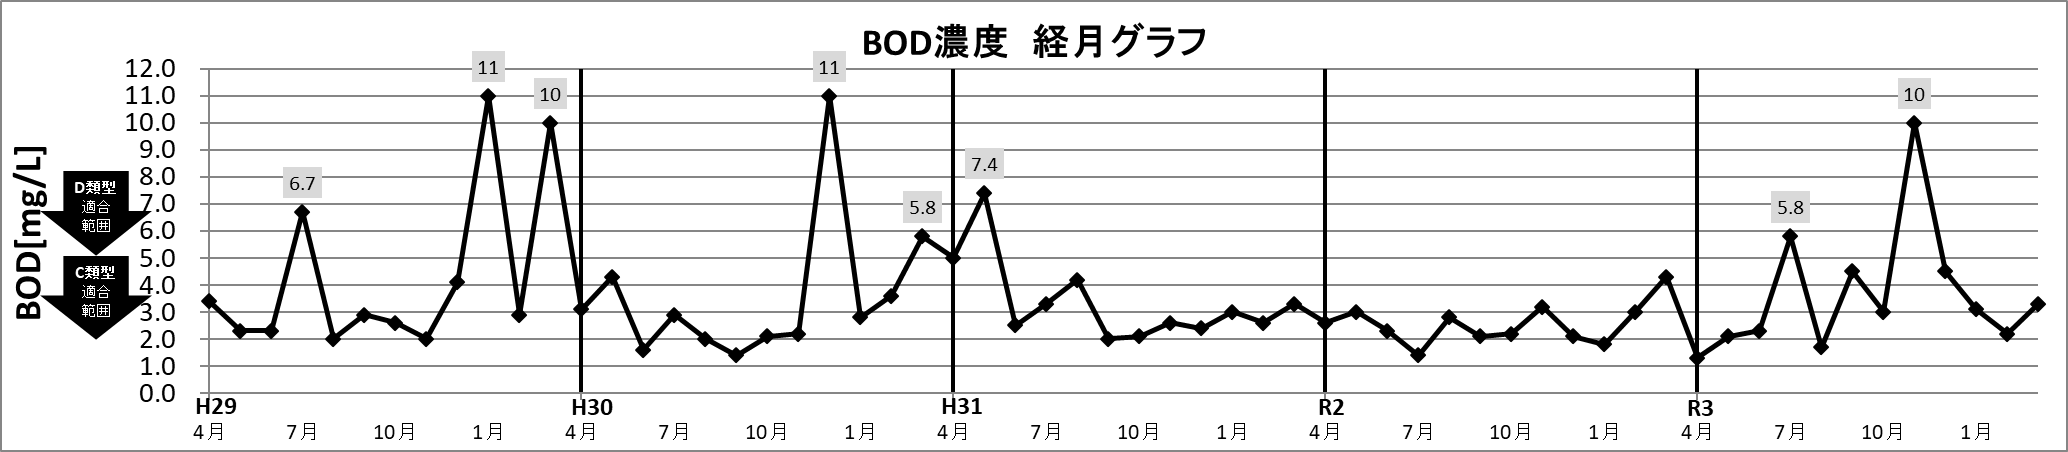 BOD濃度　経月グラフ
BOD[mg/L]
12.0
11.0
10.0
9.0
8.0
7.0
6.0
5.0
4.0
3.0
2.0
1.0
0.0
D類型
適合
範囲
C類型
適合
範囲
6.7
11
10
11
5.8
7.4
5.8
10
H29 H30 H31 R2 R3
4月 7月 10月 1月 4月 7月 10月 1月 4月 7月 10月 1月 4月 7月 10月 1月 4月 7月 10月 1月